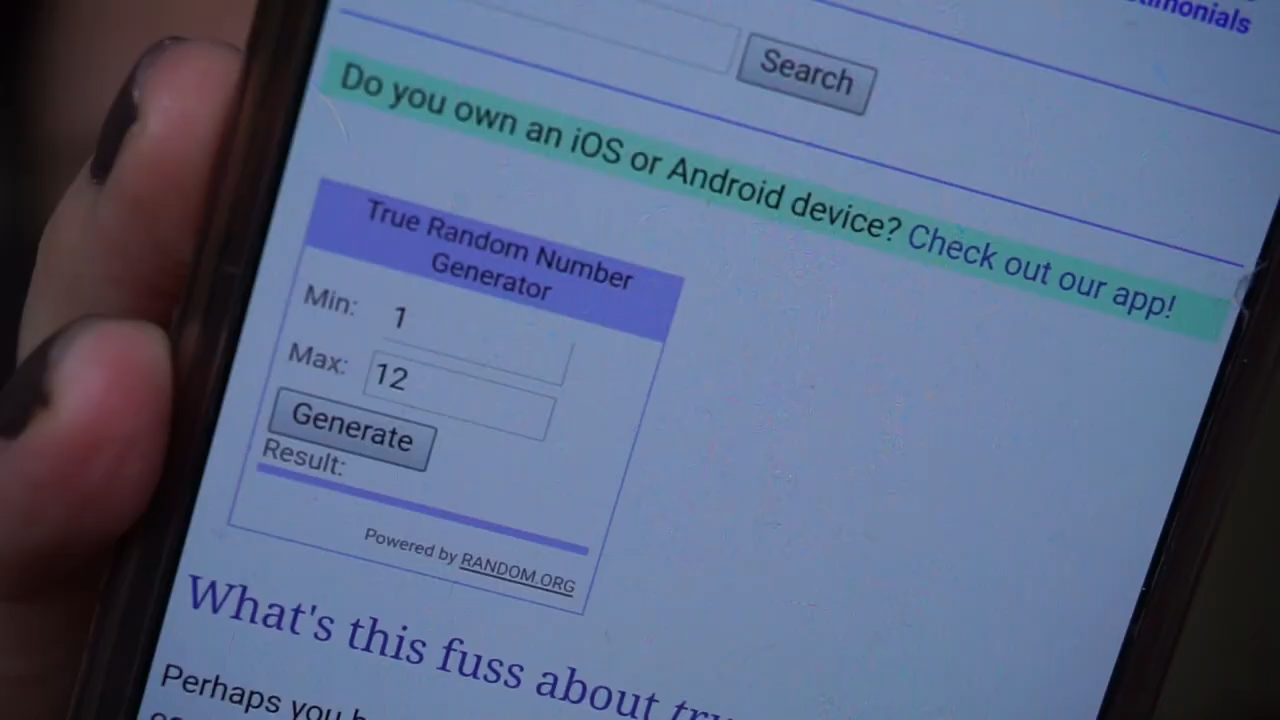 Search
Do you own an iOS or Android device? Check out our app!
True Random Number
Generator
Min: 1
Max: 12
Generate
Result:
Powered by RANDOM.ORG
What's this fuss about
Perhaps you